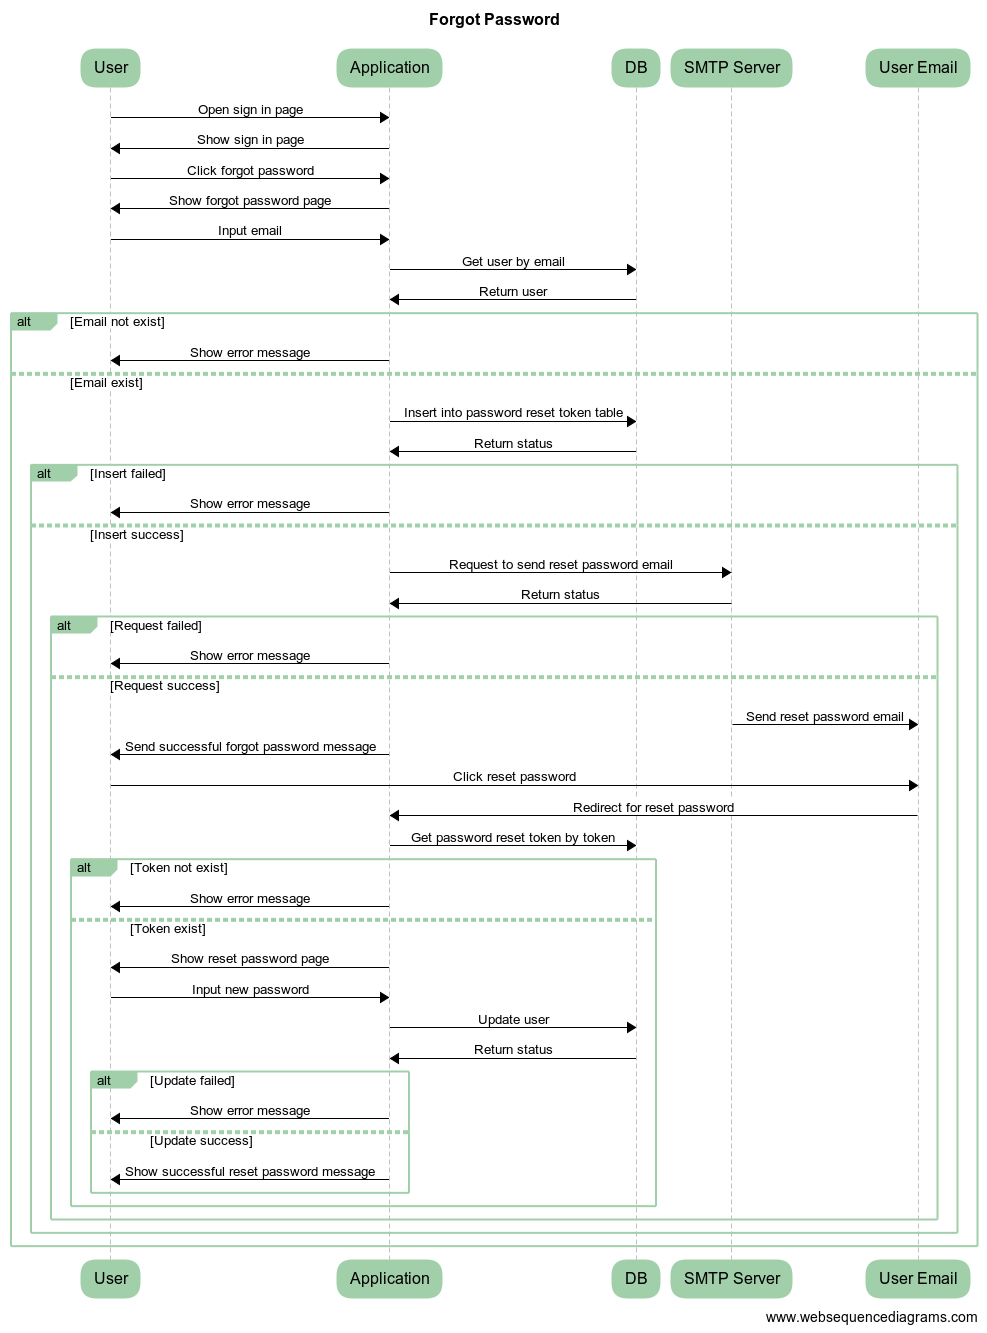 Forgot Password
User Application DB SMTP Server User Email
Open sign in page
Show sign in page
Click forgot password
Show forgot password page
Input email
Get user by email
Return user
alt [Email not exist]
Show error message
[Email exist]
Insert into password reset token table
Return status
alt [Insert failed]
Show error message
[Insert success]
Request to send reset password email
Return status
alt [Request failed]
Show error message
[Request success]
Send reset password email
Send successful forgot password message
Click reset password
Redirect for reset password
Get password reset token by token
alt [Token not exist]
Show error message
[Token exist]
Show reset password page
Input new password
Update user
Return status
alt [Update failed]
Show error message
[Update success]
Show successful reset password message
User Application DB SMTP Server User Email
www.websequencediagrams.com